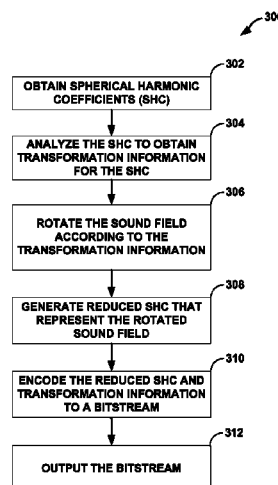 300
302
OBTAIN SPHERICAL HARMONIC
COEFFICIENTS (SHC)
304
ANALYZE THE SHC TO OBTAIN
TRANSFORMATION INFORMATION
FOR THE SHC
306
ROTATE THE SOUND FIELD
ACCORDING TO THE
TRANSFORMATION INFORMATION
308
GENERATE REDUCED SHC THAT
REPRESENT THE ROTATED
SOUND FIELD
310
ENCODE THE REDUCED SHC AND
TRANSFORMATION INFORMATION
TO A BITSTREAM
312
OUTPUT THE BITSTREAM